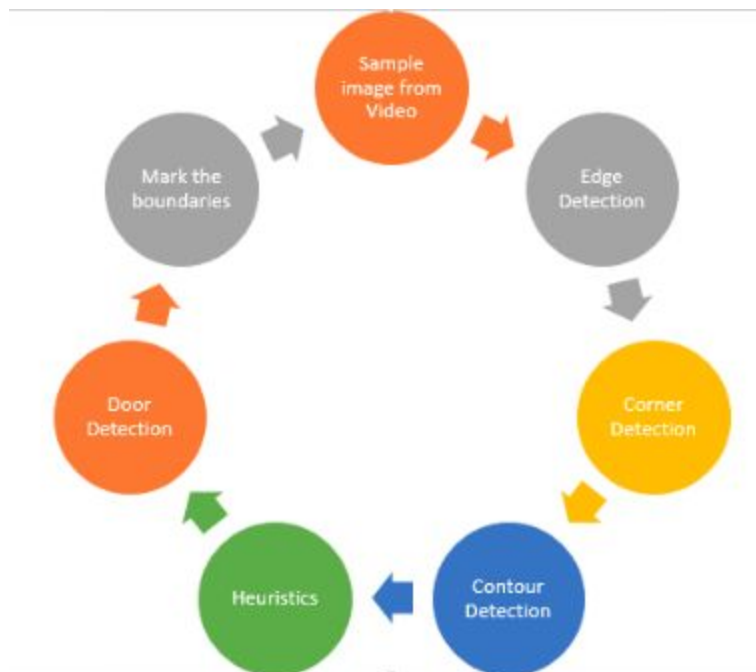 Sample
image from
Video
Edge
Detection
Corner
Detection
Contour
Detection
Heuristics
Door
Detection
Mark the
boundaries